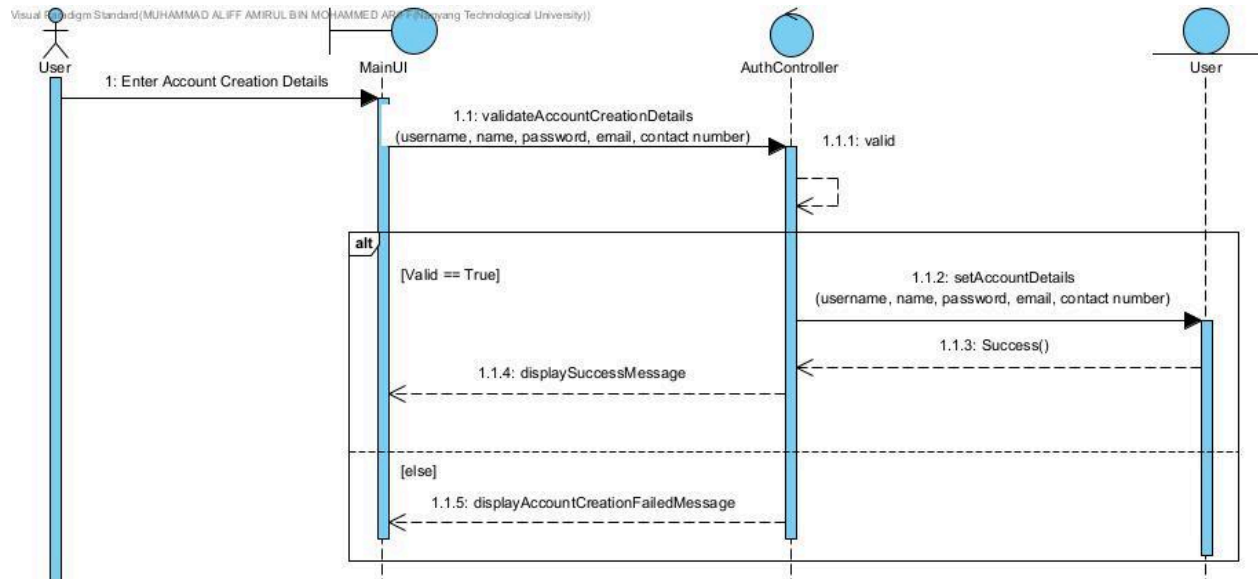 Visual Paradigm Standard(MUHAMMAD ALIFF AMIRUL BIN MOHAMMED (Nanyang Technological University))
User
MainUI
AuthController
User
1: Enter Account Creation Details
1.1: validateAccountCreationDetails
(username, name, password, email, contact number)
1.1.1: valid
alt
[Valid == True]
1.1.2: setAccountDetails
(username, name, password, email, contact number)
1.1.3: Success()
1.1.4: displaySuccessMessage
[else]
1.1.5: displayAccountCreationFailedMessage